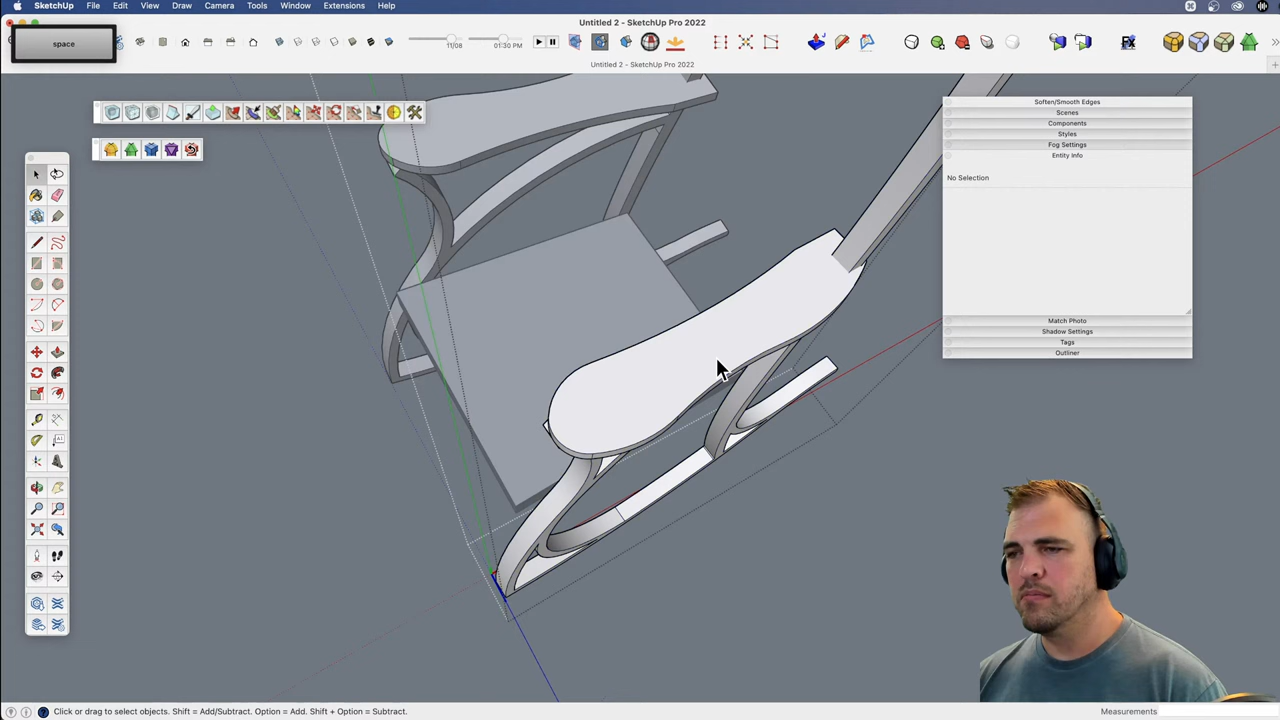 SketchUp File Edit View Draw Camera Tools Window Extensions Help
Untitled 2 - SketchUp Pro 2022
space
11/08
01:30 PM
Untitled 2 - SketchUp Pro 2022
Soften/Smooth Edges
Scenes
Components
Styles
Fog Settings
Entity Info
No Selection
Match Photo
Shadow Settings
Tags
Outliner
Click or drag to select objects. Shift = Add/Subtract. Option = Add. Shift + Option = Subtract.
Measurements